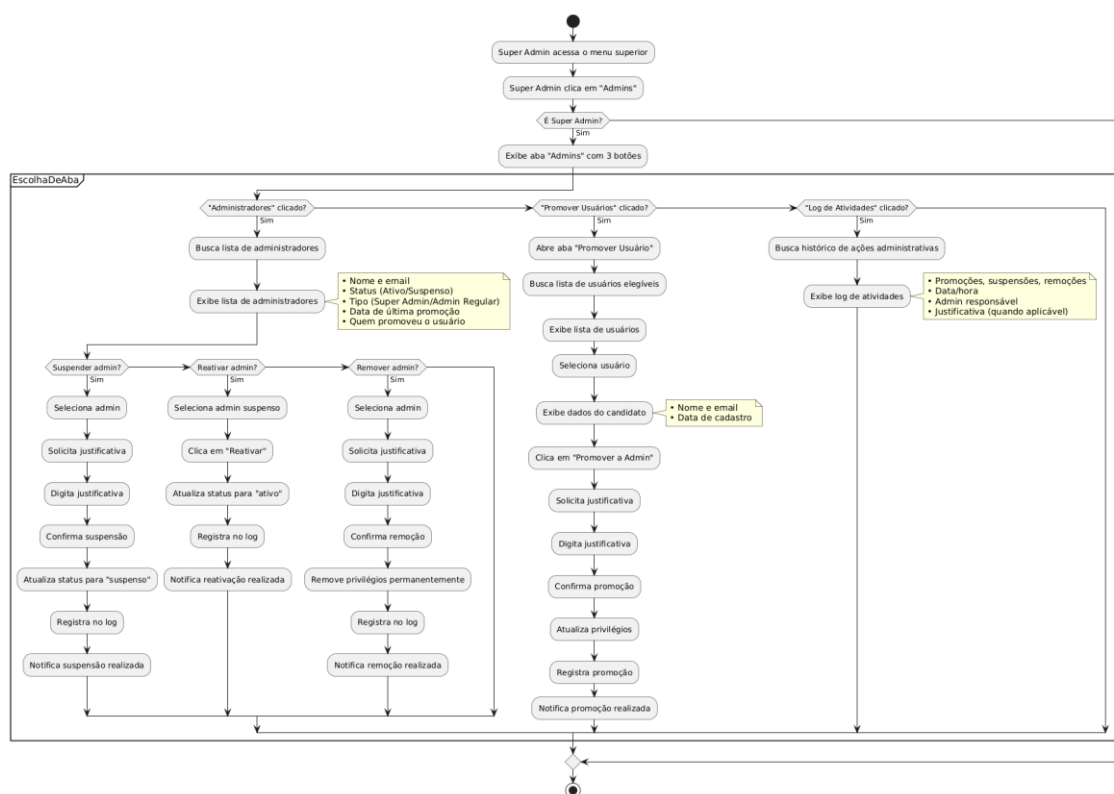 Super Admin acessa o menu superior
Super Admin clica em "Admins"
É Super Admin?
Sim
Exibe aba "Admins" com 3 botões
EscolhaDeAba
"Administradores" clicado?
Sim
Busca lista de administradores
Exibe lista de administradores
• Nome e email
• Status (Ativo/Suspenso)
• Tipo (Super Admin/Admin Regular)
• Data de última promoção
• Quem promoveu o usuário
Suspender admin?
Sim
Seleciona admin
Solicita justificativa
Digita justificativa
Confirma suspensão
Atualiza status para "suspenso"
Registra no log
Notifica suspensão realizada
Reativar admin?
Sim
Seleciona admin suspenso
Clica em "Reativar"
Atualiza status para "ativo"
Registra no log
Notifica reativação realizada
Remover admin?
Sim
Seleciona admin
Solicita justificativa
Digita justificativa
Confirma remoção
Remove privilégios permanentemente
Registra no log
Notifica remoção realizada
"Promover Usuários" clicado?
Sim
Abre aba "Promover Usuário"
Busca lista de usuários elegíveis
Exibe lista de usuários
Seleciona usuário
Exibe dados do candidato
• Nome e email
• Data de cadastro
Clica em "Promover a Admin"
Solicita justificativa
Digita justificativa
Confirma promoção
Atualiza privilégios
Registra promoção
Notifica promoção realizada
"Log de Atividades" clicado?
Sim
Busca histórico de ações administrativas
Exibe log de atividades
• Promoções, suspensões, remoções
• Data/hora
• Admin responsável
• Justificativa (quando aplicável)